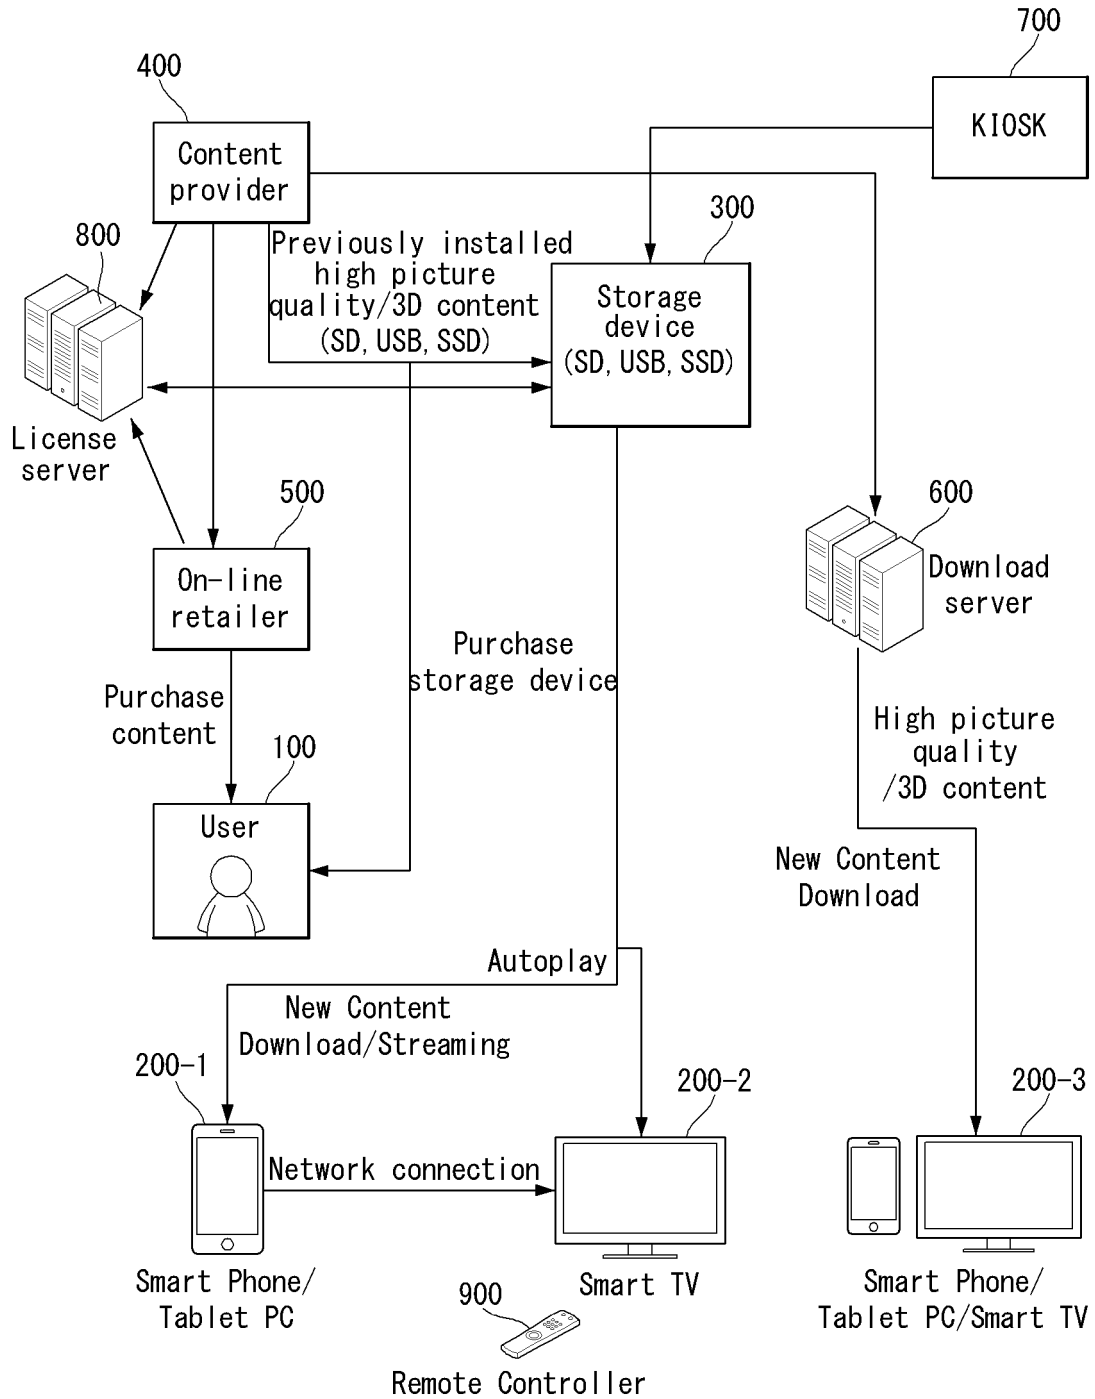 700
KIOSK
400
Content
provider
300
Storage
device
(SD, USB, SSD)
800
License
server
Previously installed
high picture
quality/3D content
(SD, USB, SSD)
500
On-line
retailer
600
Download
server
Purchase
content
Purchase
storage device
100
User
High picture
quality
/3D content
New Content
Download
Autoplay
New Content
Download/Streaming
200-1
200-2
200-3
Network connection
Smart Phone/
Tablet PC
Smart TV
Smart Phone/
Tablet PC/Smart TV
900
Remote Controller